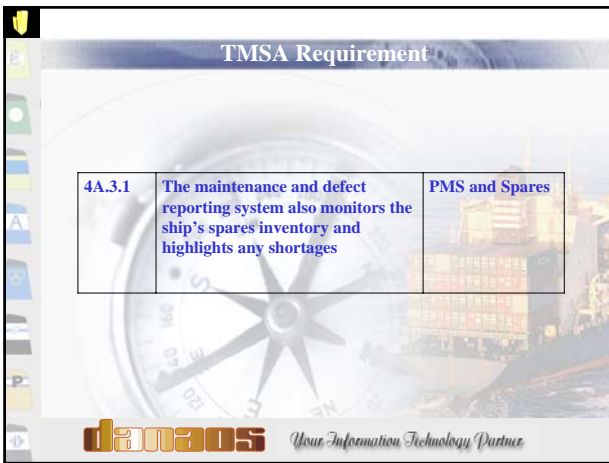 TMSA Requirement
4A.3.1
The maintenance and defect
reporting system also monitors the
ship's spares inventory and
highlights any shortages
PMS and Spares
danaos
Your Information Technology Partner